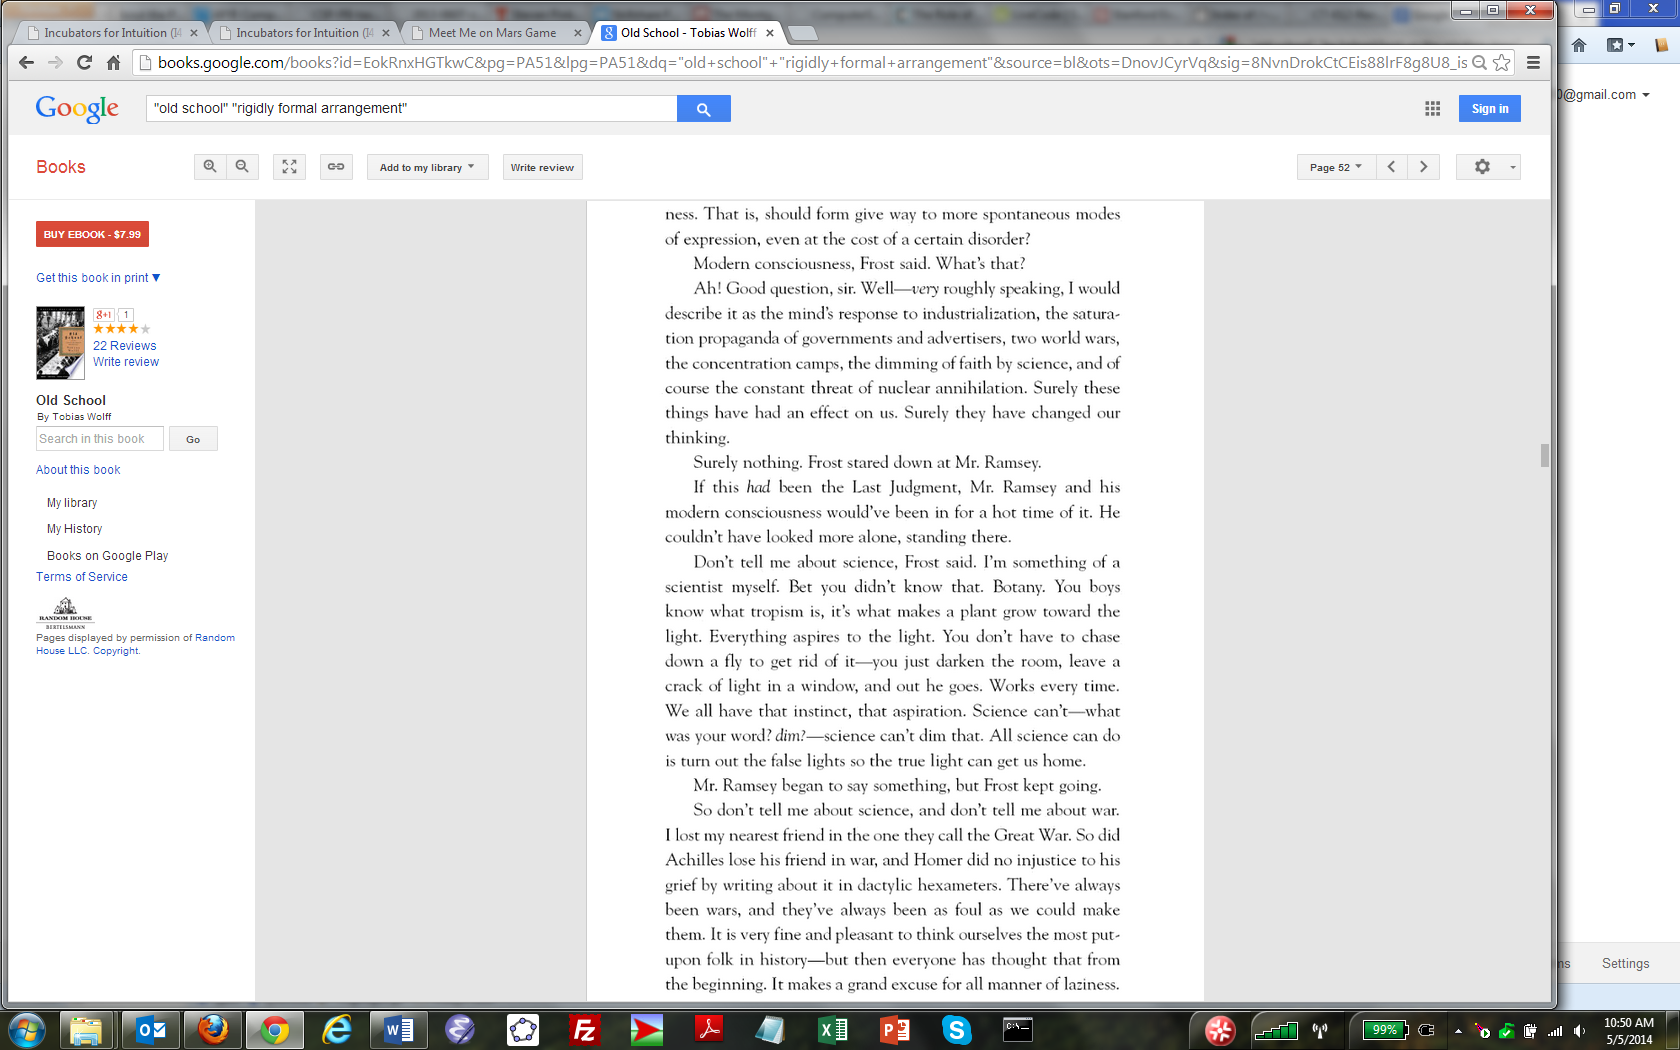 Incubators for Intuition (I4
Incubators for Intuition (I4
Meet Me on Mars Game
Old School - Tobias Wolff
books.google.com/books?id=EokRnxHGTkwC&pg=PA51&lpg=PA51&dq="old+school"+"rigidly+formal+arrangement"&source=bl&ots=DnovJCyrVq&sig=8NvnDrokCtCEis88lrF8g8U8_is
0@gmail.com
Google
"old school" "rigidly formal arrangement"
Sign in
Books
Add to my library
Write review
Page 52
BUY EBOOK - $7.99
Get this book in print ▼
g+1 1
22 Reviews
Write review
Old School
By Tobias Wolff
Search in this book
Go
About this book
My library
My History
Books on Google Play
Terms of Service
RANDOM HOUSE
BERTELSMANN
Pages displayed by permission of Random
House LLC. Copyright.
ness. That is, should form give way to more spontaneous modes
of expression, even at the cost of a certain disorder?
Modern consciousness, Frost said. What's that?
Ah! Good question, sir. Well—very roughly speaking, I would
describe it as the mind's response to industrialization, the satura-
tion propaganda of governments and advertisers, two world wars,
the concentration camps, the dimming of faith by science, and of
course the constant threat of nuclear annihilation. Surely these
things have had an effect on us. Surely they have changed our
thinking.
Surely nothing. Frost stared down at Mr. Ramsey.
If this had been the Last Judgment, Mr. Ramsey and his
modern consciousness would've been in for a hot time of it. He
couldn't have looked more alone, standing there.
Don't tell me about science, Frost said. I'm something of a
scientist myself. Bet you didn't know that. Botany. You boys
know what tropism is, it's what makes a plant grow toward the
light. Everything aspires to the light. You don't have to chase
down a fly to get rid of it—you just darken the room, leave a
crack of light in a window, and out he goes. Works every time.
We all have that instinct, that aspiration. Science can't—what
was your word? dim?—science can't dim that. All science can do
is turn out the false lights so the true light can get us home.
Mr. Ramsey began to say something, but Frost kept going.
So don't tell me about science, and don't tell me about war.
I lost my nearest friend in the one they call the Great War. So did
Achilles lose his friend in war, and Homer did no injustice to his
grief by writing about it in dactylic hexameters. There've always
been wars, and they've always been as foul as we could make
them. It is very fine and pleasant to think ourselves the most put-
upon folk in history—but then everyone has thought that from
the beginning. It makes a grand excuse for all manner of laziness.
ms
Settings
99%
10:50 AM
5/5/2014